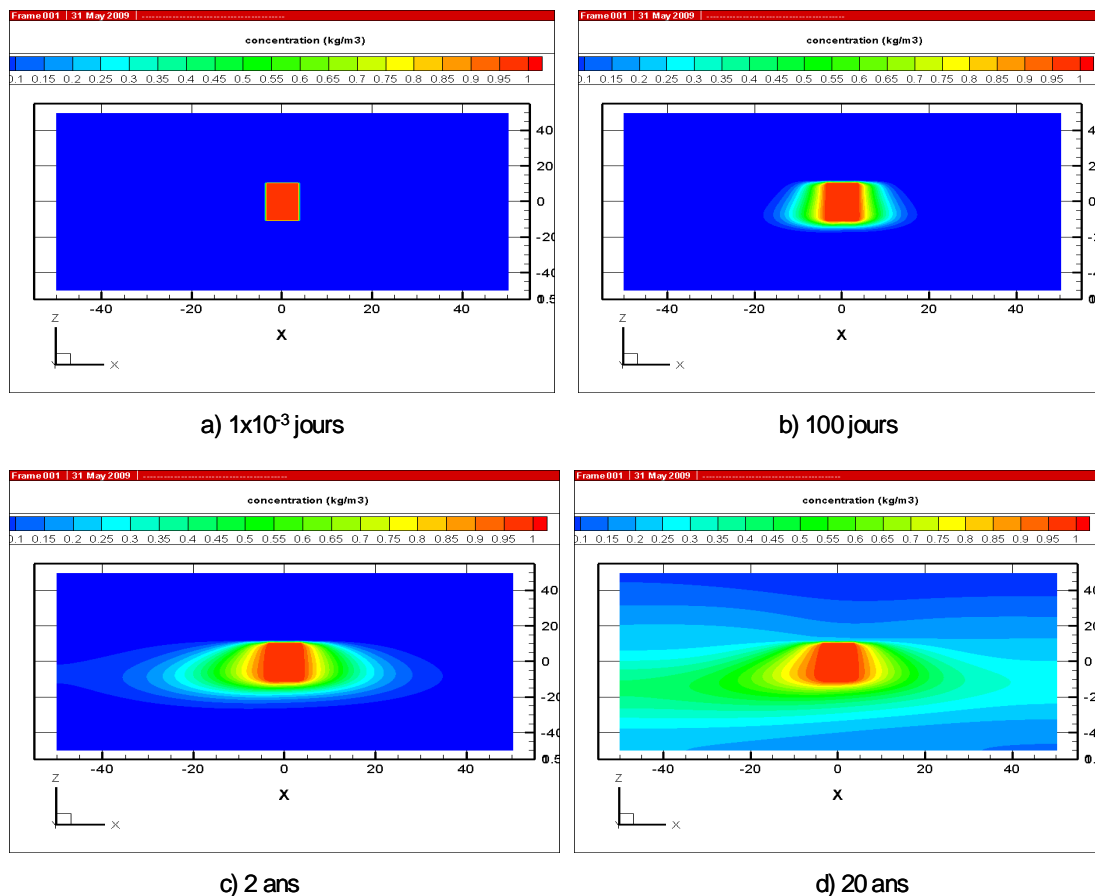 Frame 001 | 31 May 2009 | ----------------------------------------
concentration (kg/m3)
0.1 0.15 0.2 0.25 0.3 0.35 0.4 0.45 0.5 0.55 0.6 0.65 0.7 0.75 0.8 0.85 0.9 0.95 1
40
20
0
-20
-40
-40 -20 0 20 40
X
Z
X
a) 1x10⁻³ jours
Frame 001 | 31 May 2009 | ----------------------------------------
concentration (kg/m3)
0.1 0.15 0.2 0.25 0.3 0.35 0.4 0.45 0.5 0.55 0.6 0.65 0.7 0.75 0.8 0.85 0.9 0.95 1
40
20
0
-20
-40
-40 -20 0 20 40
X
Z
X
b) 100 jours
Frame 001 | 31 May 2009 | ----------------------------------------
concentration (kg/m3)
0.1 0.15 0.2 0.25 0.3 0.35 0.4 0.45 0.5 0.55 0.6 0.65 0.7 0.75 0.8 0.85 0.9 0.95 1
40
20
0
-20
-40
-40 -20 0 20 40
X
Z
X
c) 2 ans
Frame 001 | 31 May 2009 | ----------------------------------------
concentration (kg/m3)
0.1 0.15 0.2 0.25 0.3 0.35 0.4 0.45 0.5 0.55 0.6 0.65 0.7 0.75 0.8 0.85 0.9 0.95 1
40
20
0
-20
-40
-40 -20 0 20 40
X
Z
X
d) 20 ans